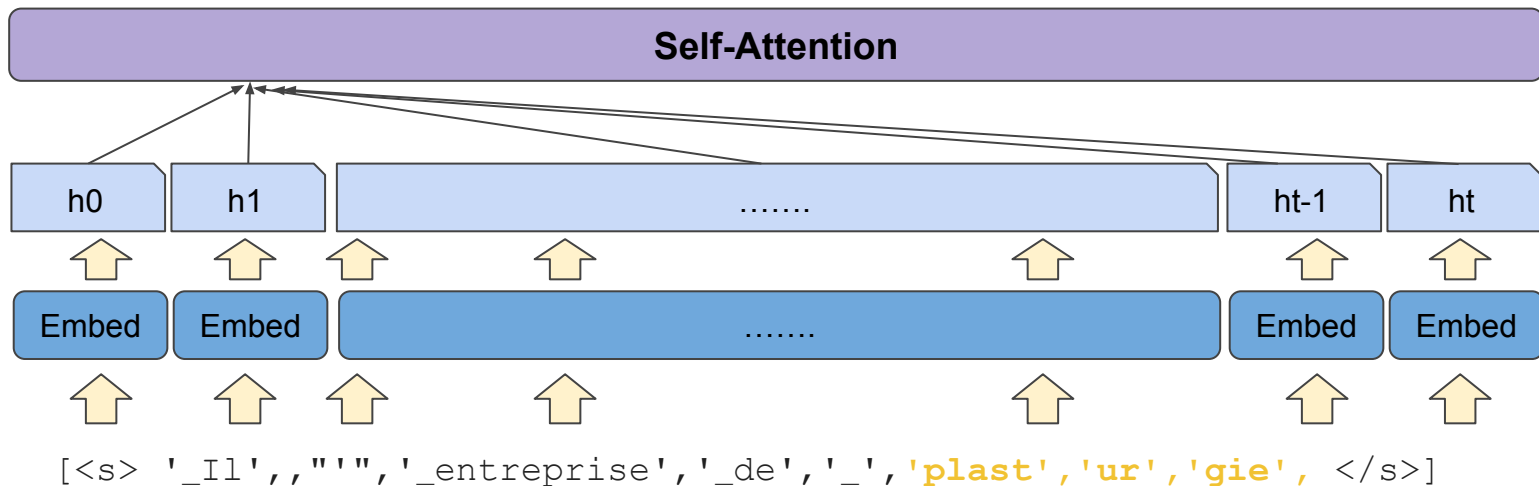 Self-Attention
h0 h1 ....... ht-1 ht
Embed Embed ....... Embed Embed
[<s> '_Il',,"'",'_entreprise','_de','_','plast','ur','gie', </s>]